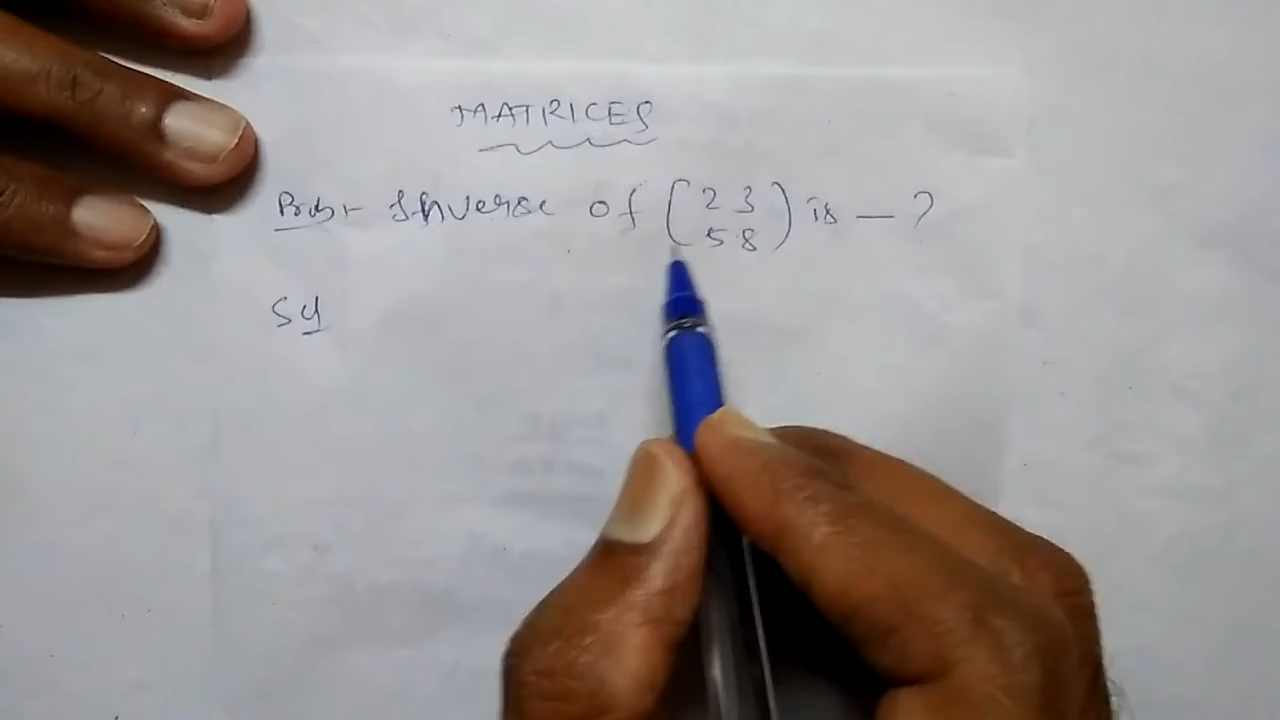 MATRICES
Prob:- Inverse of (2 3
5 8) is — ?
Sol